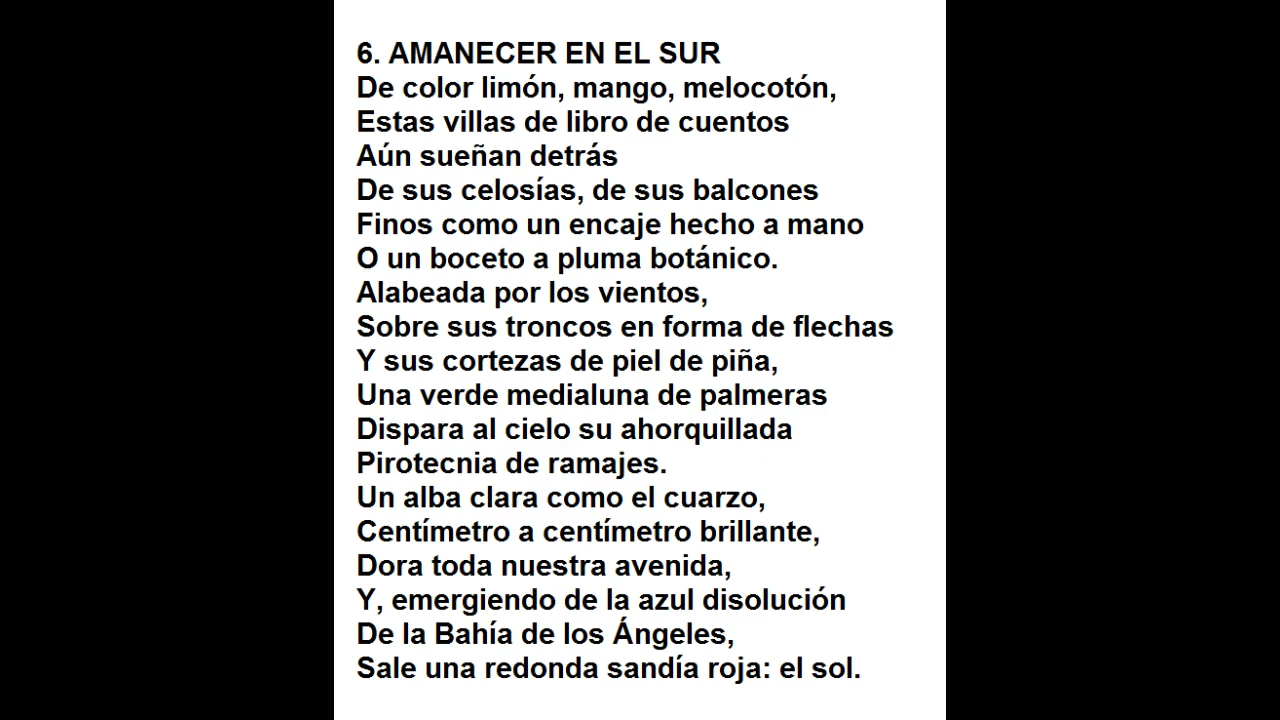 6. AMANECER EN EL SUR
De color limón, mango, melocotón,
Estas villas de libro de cuentos
Aún sueñan detrás
De sus celosías, de sus balcones
Finos como un encaje hecho a mano
O un boceto a pluma botánico.
Alabeada por los vientos,
Sobre sus troncos en forma de flechas
Y sus cortezas de piel de piña,
Una verde medialuna de palmeras
Dispara al cielo su ahorquillada
Pirotecnia de ramajes.
Un alba clara como el cuarzo,
Centímetro a centímetro brillante,
Dora toda nuestra avenida,
Y, emergiendo de la azul disolución
De la Bahía de los Ángeles,
Sale una redonda sandía roja: el sol.